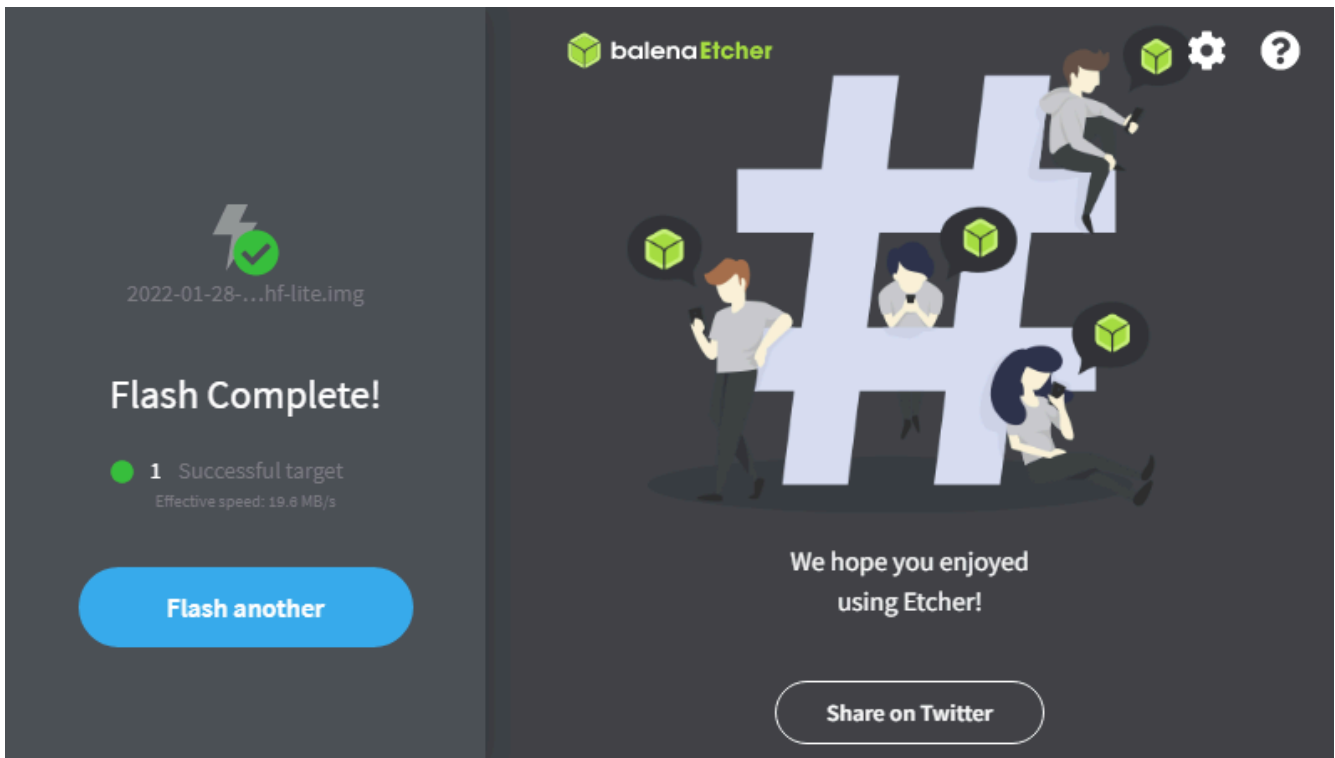 balenaEtcher
2022-01-28-...hf-lite.img
Flash Complete!
1 Successful target
Effective speed: 19.6 MB/s
Flash another
We hope you enjoyed
using Etcher!
Share on Twitter